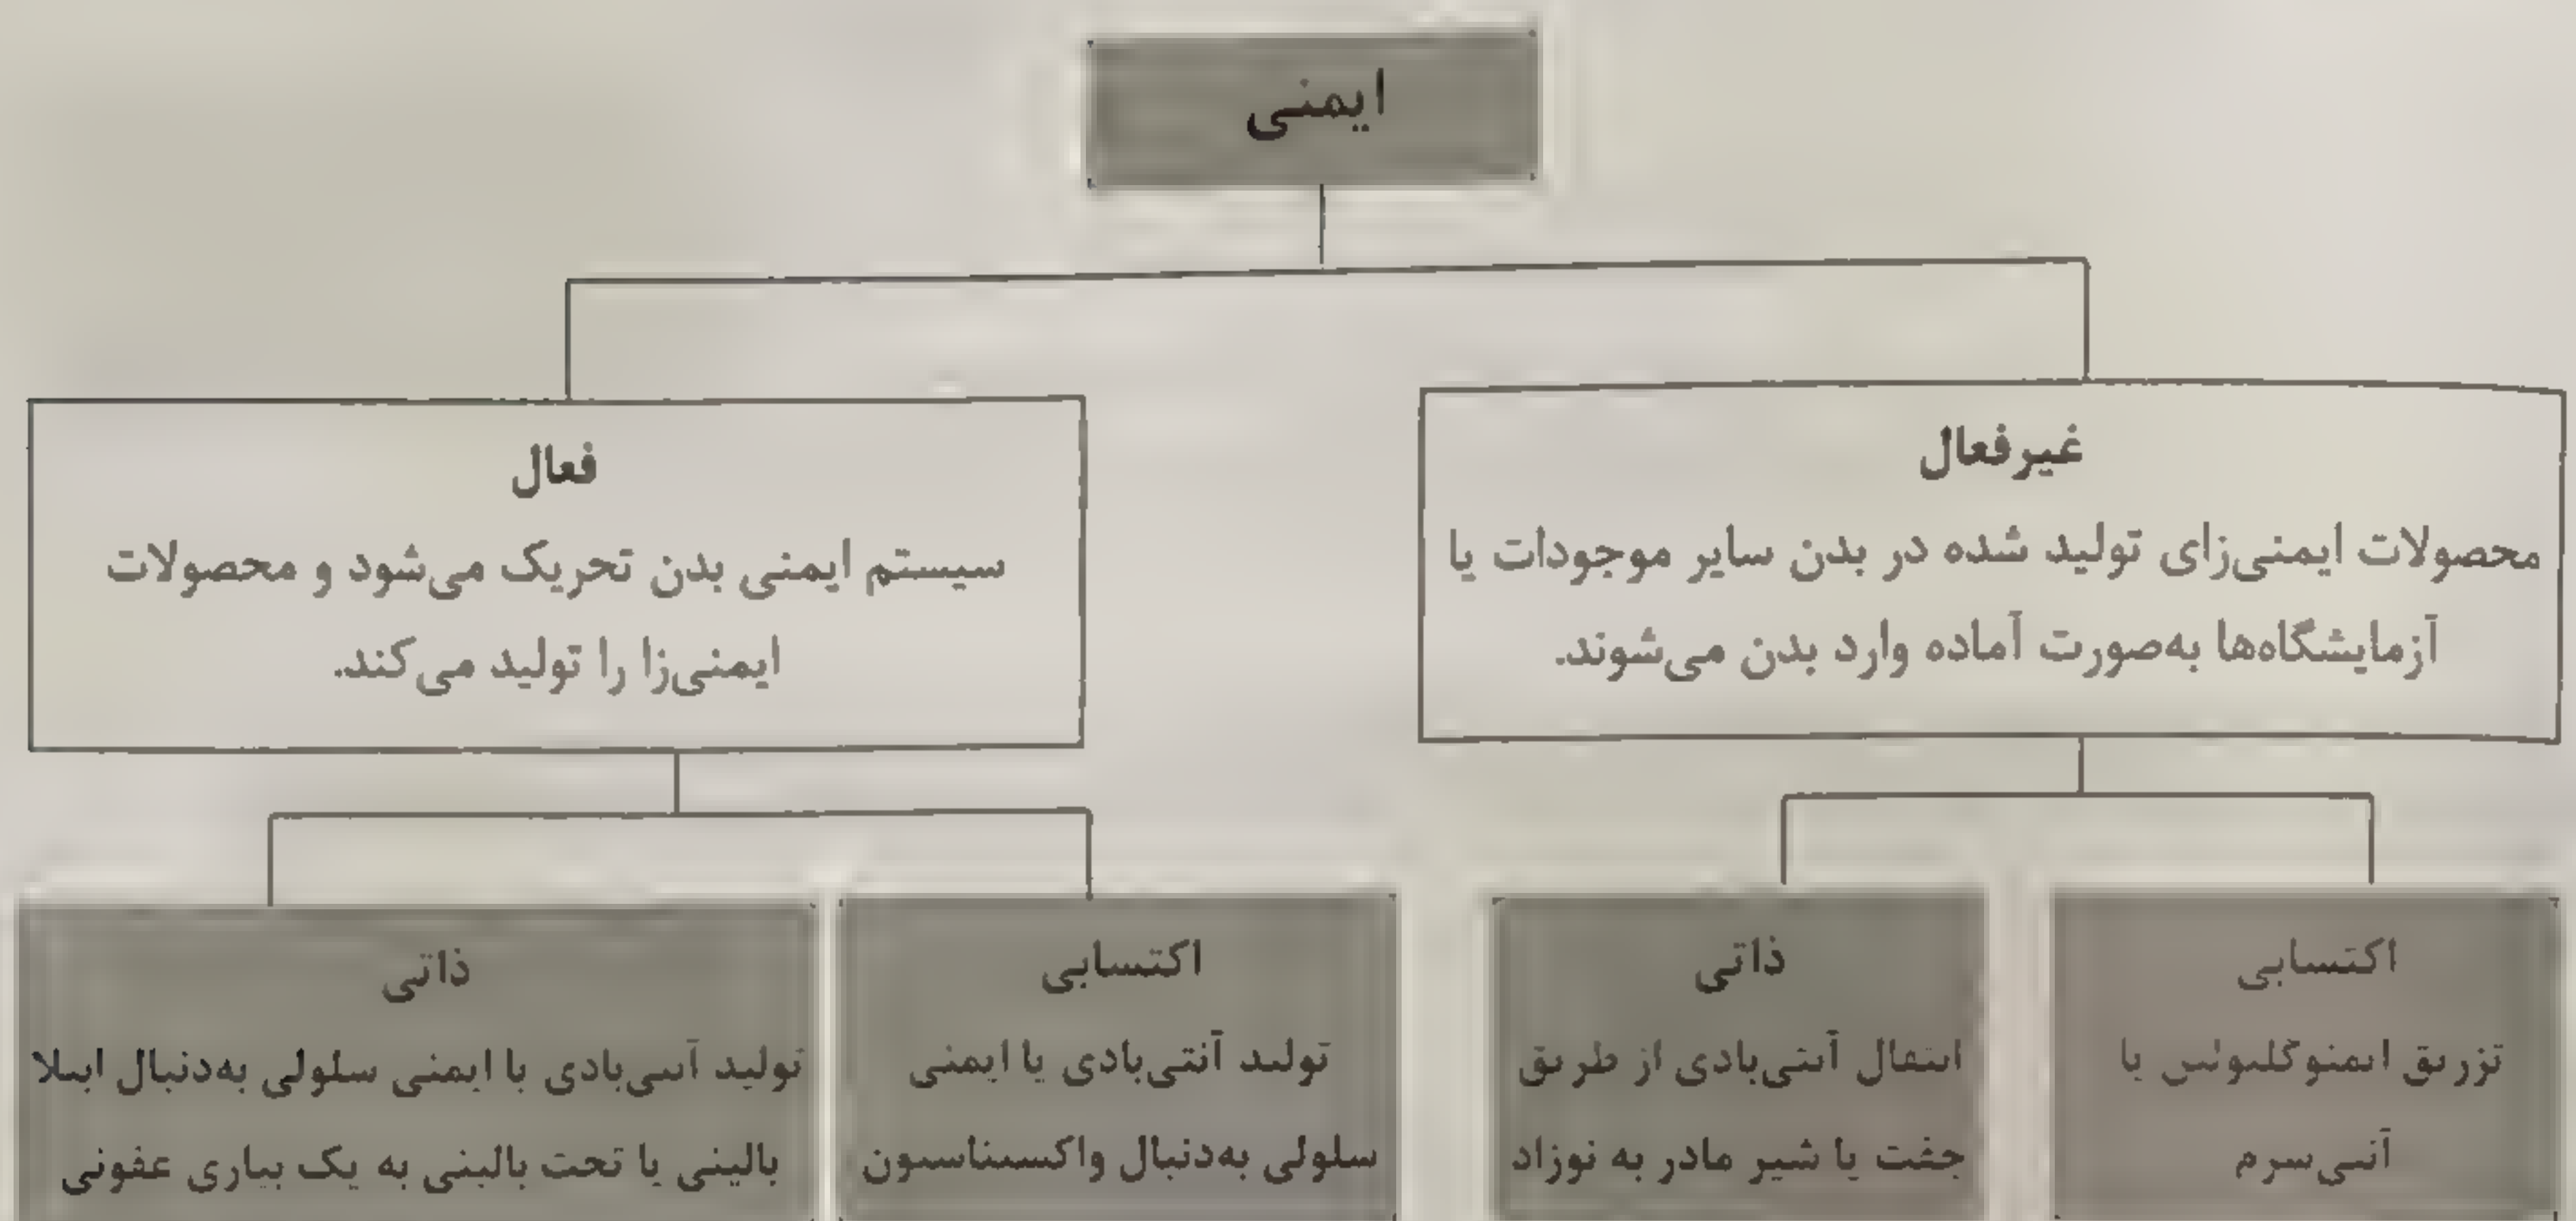 ایمنی
غیرفعال
محصولات ایمنی‌زای تولید شده در بدن سایر موجودات یا
آزمایشگاه‌ها به‌صورت آماده وارد بدن می‌شوند.
فعال
سیستم ایمنی بدن تحریک می‌شود و محصولات
ایمنی‌زا را تولید می‌کند.
اکتسابی
تزریق ایمنوگلبولین یا
آنتی‌سرم
ذاتی
انتقال آنتی‌بادی از طریق
جفت یا شیر مادر به نوزاد
اکتسابی
تولید آنتی‌بادی یا ایمنی
سلولی به‌دنبال واکسیناسیون
ذاتی
تولید آنتی‌بادی با ایمنی سلولی به‌دنبال ابتلا
بالینی یا تحت بالینی به یک بیاری عفونی